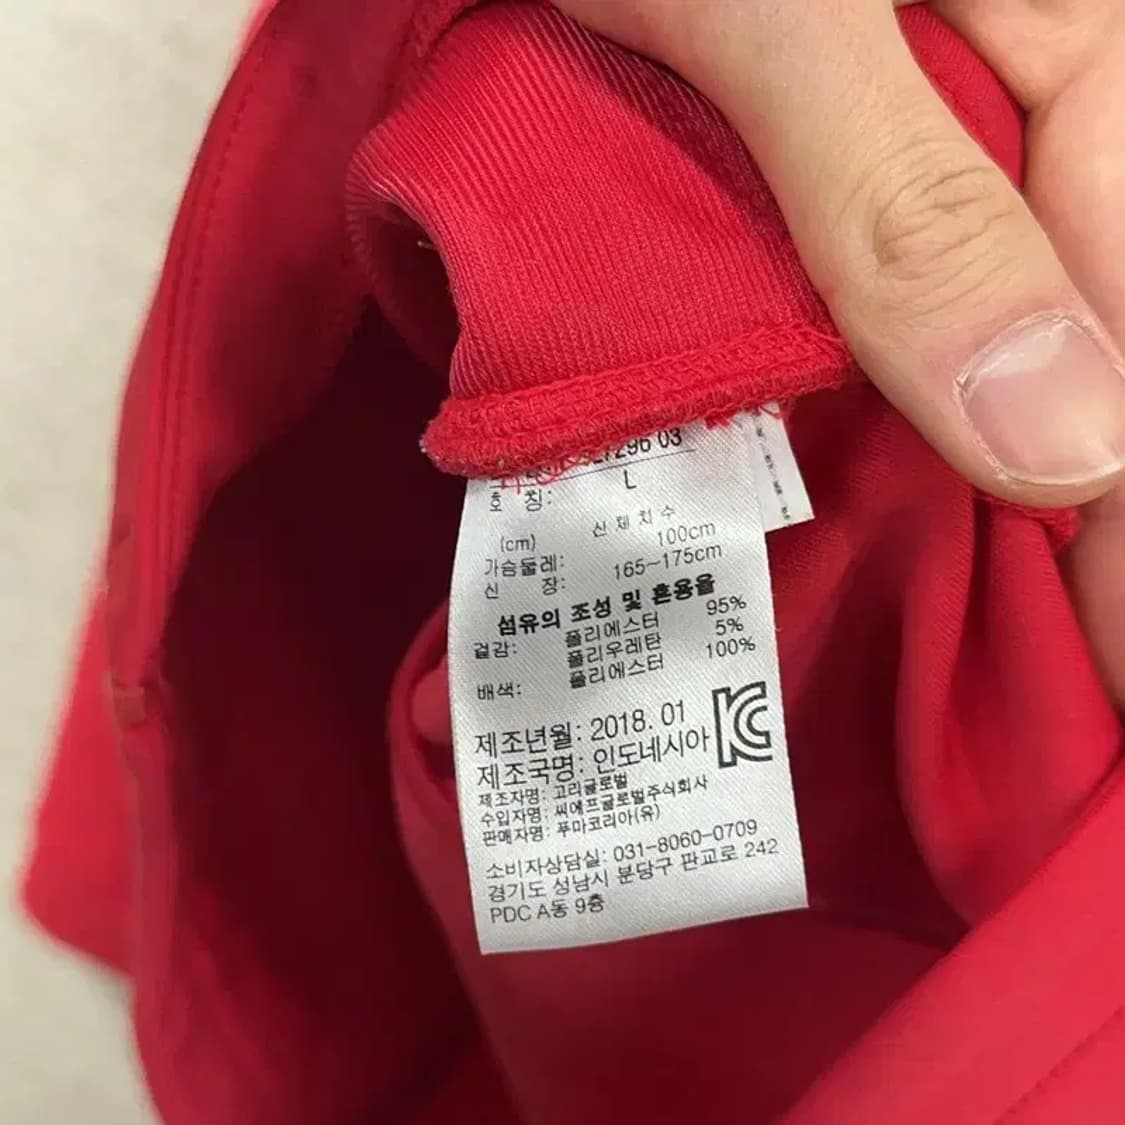 296 03
호 칭: L
신체치수
(cm)
가슴둘레: 100cm
신 장: 165~175cm
섬유의 조성 및 혼용율
겉감: 폴리에스터 95%
폴리우레탄 5%
배색: 폴리에스터 100%
제조년월: 2018. 01
제조국명: 인도네시아
제조자명: 고리글로벌
수입자명: 씨에프글로벌주식회사
판매자명: 푸마코리아(유)
소비자상담실: 031-8060-0709
경기도 성남시 분당구 판교로 242
PDC A동 9층